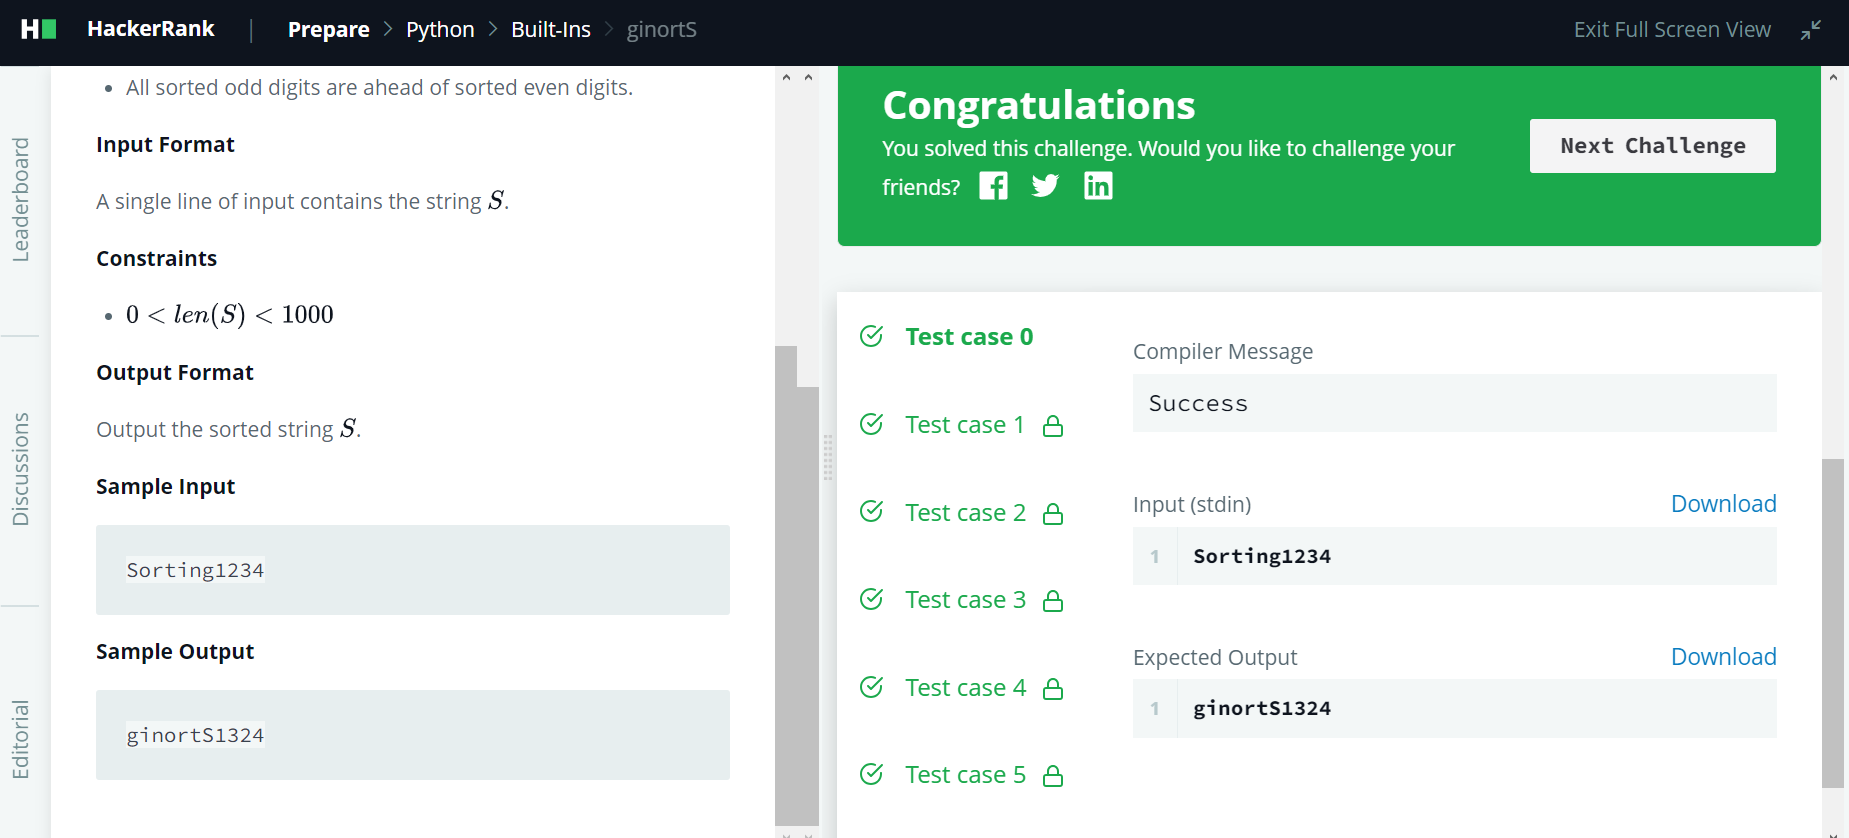 HackerRank | Prepare > Python > Built-Ins > ginortS
Exit Full Screen View
Leaderboard
Discussions
Editorial
• All sorted odd digits are ahead of sorted even digits.
Input Format
A single line of input contains the string S.
Constraints
• 0 < len(S) < 1000
Output Format
Output the sorted string S.
Sample Input
Sorting1234
Sample Output
ginortS1324
Congratulations
You solved this challenge. Would you like to challenge your
friends?
Next Challenge
Test case 0
Test case 1
Test case 2
Test case 3
Test case 4
Test case 5
Compiler Message
Success
Input (stdin)
Download
1 Sorting1234
Expected Output
Download
1 ginortS1324